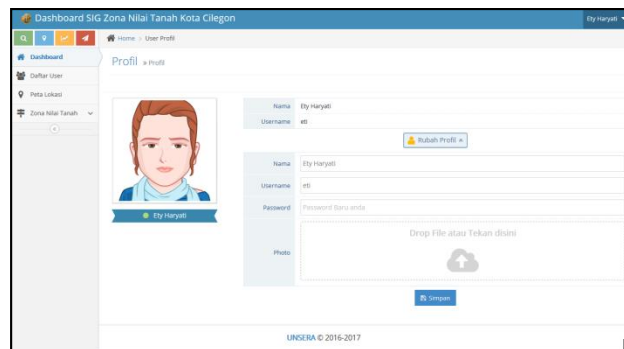 Dashboard SIG Zona Nilai Tanah Kota Cilegon
Ety Haryati
Home > User Profil
Dashboard
Daftar User
Peta Lokasi
Zona Nilai Tanah
Profil » Profil
Nama Ety Haryati
Username eti
Rubah Profil
Nama Ety Haryati
Username eti
Password Password Baru anda
Photo
Drop File atau Tekan disini
Ety Haryati
Simpan
UNSERA © 2016-2017